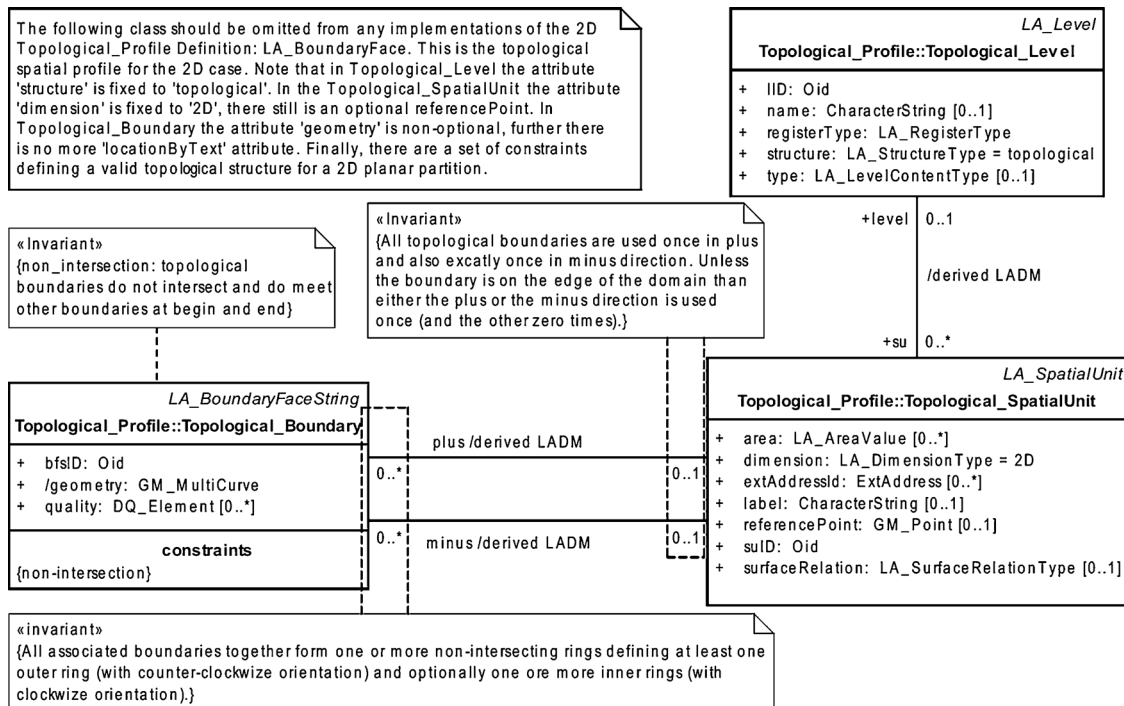 The following class should be omitted from any implementations of the 2D
Topological_Profile Definition: LA_BoundaryFace. This is the topological
spatial profile for the 2D case. Note that in Topological_Level the attribute
'structure' is fixed to 'topological'. In the Topological_SpatialUnit the attribute
'dimension' is fixed to '2D', there still is an optional referencePoint. In
Topological_Boundary the attribute 'geometry' is non-optional, further there
is no more 'locationByText' attribute. Finally, there are a set of constraints
defining a valid topological structure for a 2D planar partition.
LA_Level
Topological_Profile::Topological_Level
+ lID: Oid
+ name: CharacterString [0..1]
+ registerType: LA_RegisterType
+ structure: LA_StructureType = topological
+ type: LA_LevelContentType [0..1]
+level 0..1
/derived LADM
+su 0..*
«Invariant»
{non_intersection: topological
boundaries do not intersect and do meet
other boundaries at begin and end}
«Invariant»
{All topological boundaries are used once in plus
and also excatly once in minus direction. Unless
the boundary is on the edge of the domain than
either the plus or the minus direction is used
once (and the other zero times).}
LA_BoundaryFaceString
Topological_Profile::Topological_Boundary
+ bfsID: Oid
+ /geometry: GM_MultiCurve
+ quality: DQ_Element [0..*]
constraints
{non-intersection}
plus /derived LADM
0..* 0..1
0..* minus /derived LADM 0..1
LA_SpatialUnit
Topological_Profile::Topological_SpatialUnit
+ area: LA_AreaValue [0..*]
+ dimension: LA_DimensionType = 2D
+ extAddressId: ExtAddress [0..*]
+ label: CharacterString [0..1]
+ referencePoint: GM_Point [0..1]
+ suID: Oid
+ surfaceRelation: LA_SurfaceRelationType [0..1]
«invariant»
{All associated boundaries together form one or more non-intersecting rings defining at least one
outer ring (with counter-clockwize orientation) and optionally one ore more inner rings (with
clockwize orientation).}